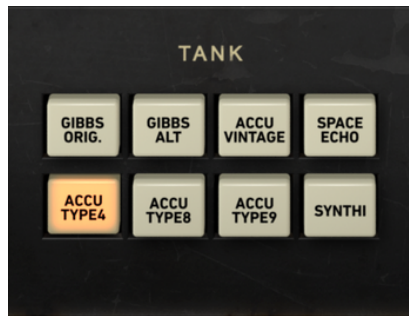 TANK
GIBBS
ORIG.
GIBBS
ALT
ACCU
VINTAGE
SPACE
ECHO
ACCU
TYPE4
ACCU
TYPE8
ACCU
TYPE9
SYNTHI